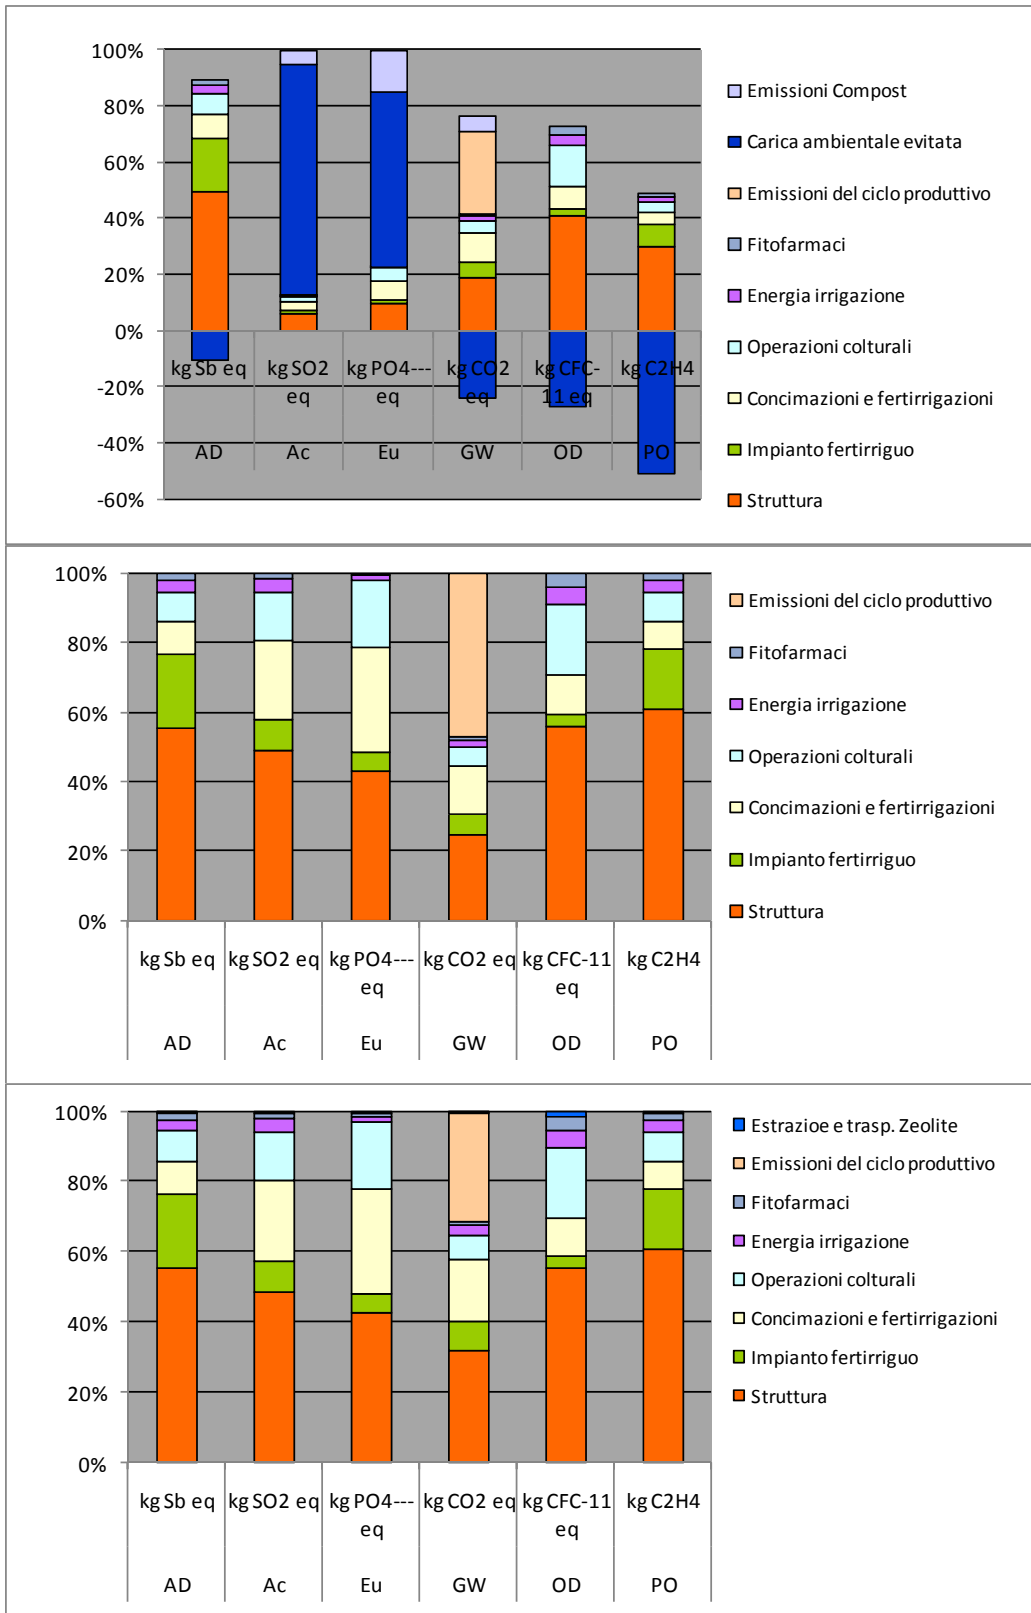 100%
80%
60%
40%
20%
0%
-20%
-40%
-60%
kg Sb eq
kg SO2
eq
kg PO4---
eq
kg CO2
eq
kg CFC-
11 eq
kg C2H4
AD
Ac
Eu
GW
OD
PO
Emissioni Compost
Carica ambientale evitata
Emissioni del ciclo produttivo
Fitofarmaci
Energia irrigazione
Operazioni colturali
Concimazioni e fertirrigazioni
Impianto fertirriguo
Struttura
100%
80%
60%
40%
20%
0%
kg Sb eq
kg SO2 eq
kg PO4---
eq
kg CO2 eq
kg CFC-11
eq
kg C2H4
AD
Ac
Eu
GW
OD
PO
Emissioni del ciclo produttivo
Fitofarmaci
Energia irrigazione
Operazioni colturali
Concimazioni e fertirrigazioni
Impianto fertirriguo
Struttura
100%
80%
60%
40%
20%
0%
kg Sb eq
kg SO2 eq
kg PO4---
eq
kg CO2 eq
kg CFC-11
eq
kg C2H4
AD
Ac
Eu
GW
OD
PO
Estrazioe e trasp. Zeolite
Emissioni del ciclo produttivo
Fitofarmaci
Energia irrigazione
Operazioni colturali
Concimazioni e fertirrigazioni
Impianto fertirriguo
Struttura